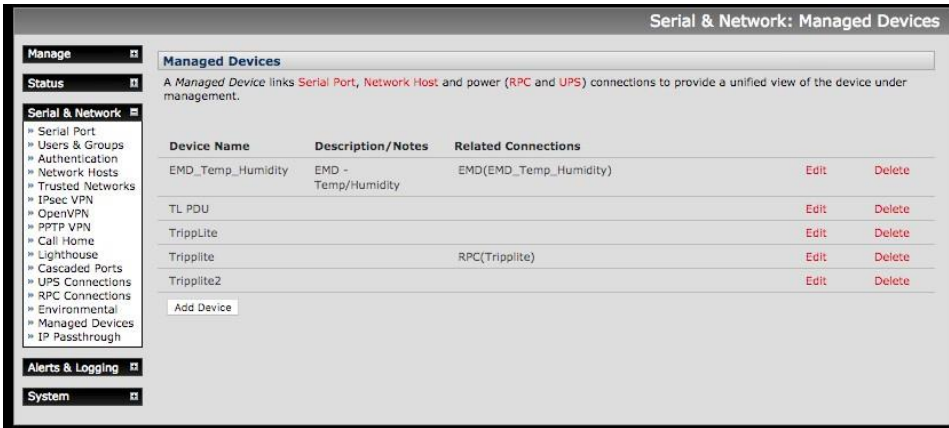 Serial & Network: Managed Devices
Manage
Status
Serial & Network
Serial Port
Users & Groups
Authentication
Network Hosts
Trusted Networks
IPsec VPN
OpenVPN
PPTP VPN
Call Home
Lighthouse
Cascaded Ports
UPS Connections
RPC Connections
Environmental
Managed Devices
IP Passthrough
Alerts & Logging
System
Managed Devices
A Managed Device links Serial Port, Network Host and power (RPC and UPS) connections to provide a unified view of the device under
management.
Device Name Description/Notes Related Connections
EMD_Temp_Humidity EMD - EMD(EMD_Temp_Humidity) Edit Delete
Temp/Humidity
TL PDU Edit Delete
TrippLite Edit Delete
Tripplite RPC(Tripplite) Edit Delete
Tripplite2 Edit Delete
Add Device